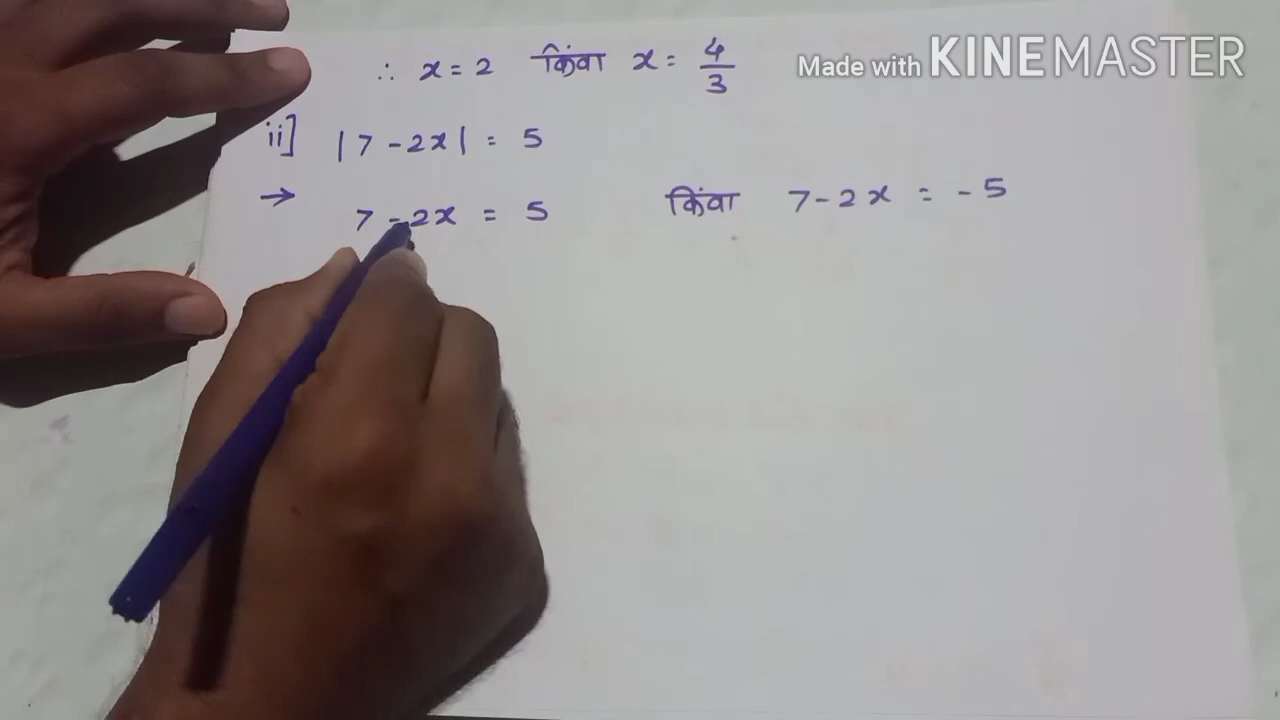 ∴ x = 2 किंवा x = 4/3
Made with KINEMASTER
ii] |7 - 2x| = 5
→ 7 - 2x = 5 किंवा 7 - 2x = - 5